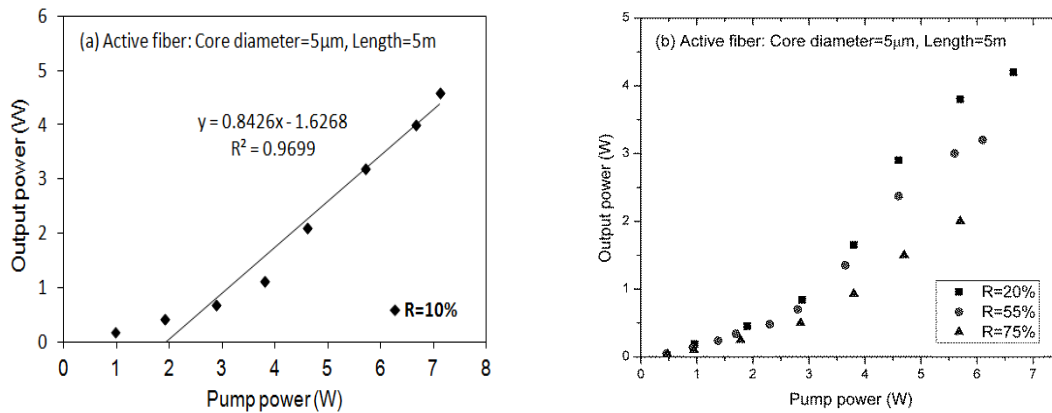 (a) Active fiber: Core diameter=5µm, Length=5m
6
5
4
3
2
1
0
Output power (W)
y = 0.8426x - 1.6268
R² = 0.9699
R=10%
0 1 2 3 4 5 6 7 8
Pump power (W)
(b) Active fiber: Core diameter=5µm, Length=5m
5
4
3
2
1
0
Output power (W)
R=20%
R=55%
R=75%
0 1 2 3 4 5 6 7
Pump power (W)